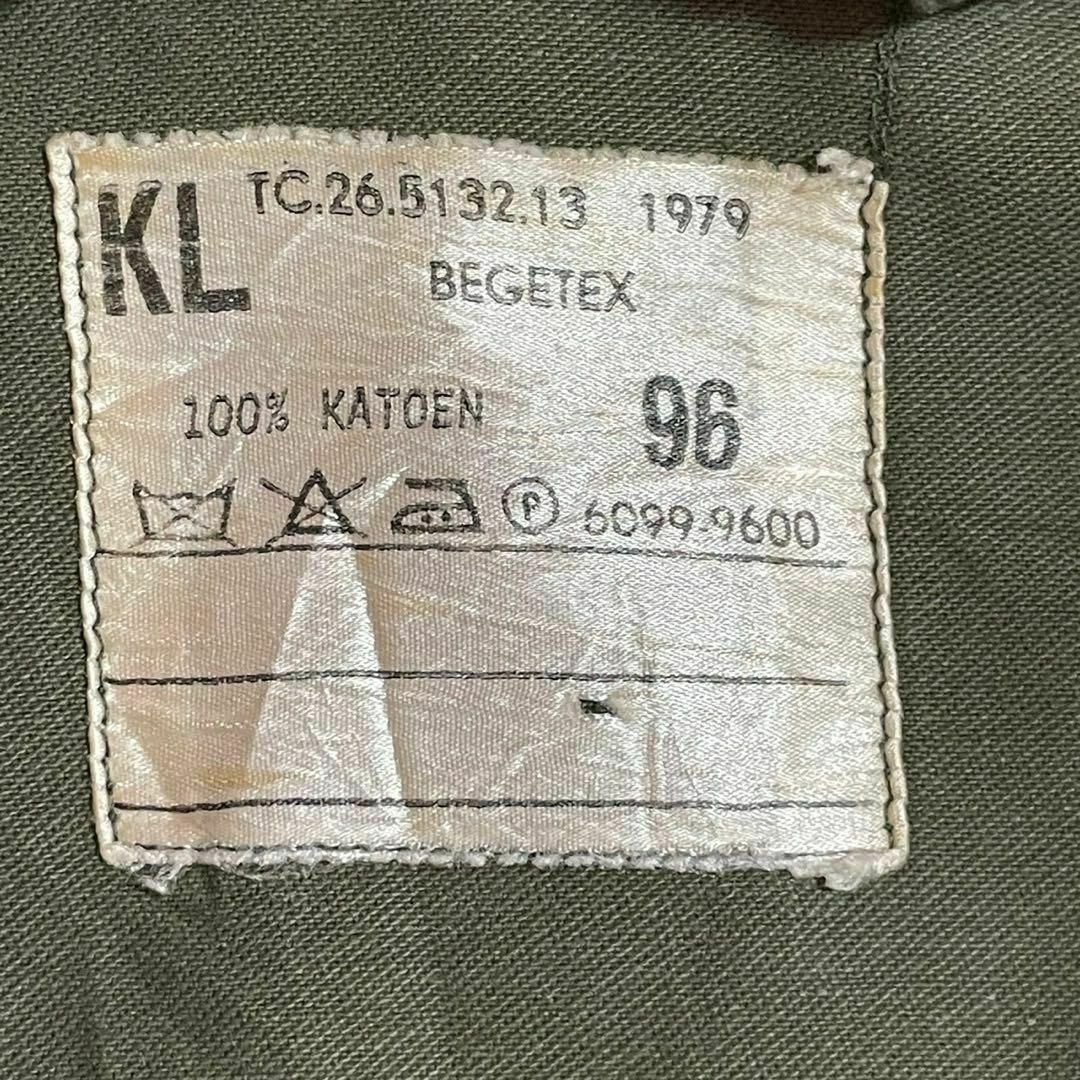 KL TC.26.5132.13 1979
BEGETEX
100% KATOEN 96
P 6099-9600